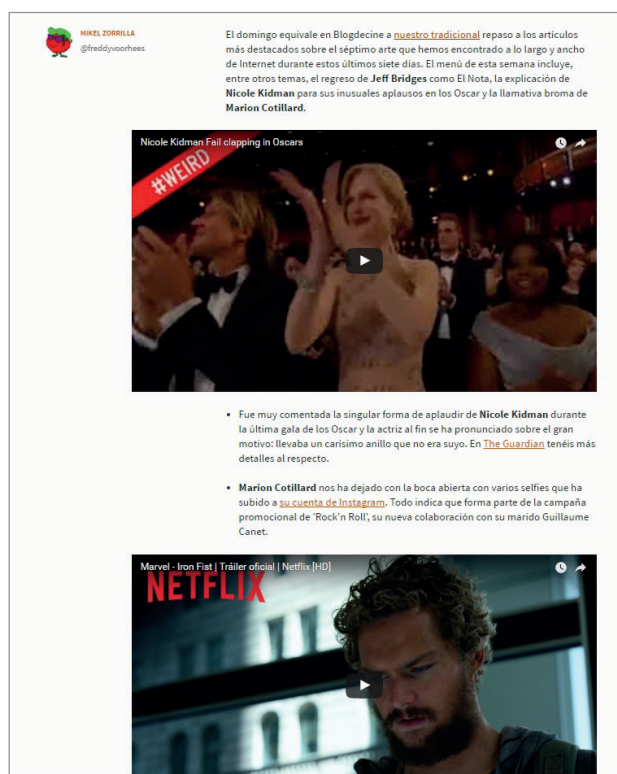 MIKEL ZORRILLA
@freddyvoorhees
El domingo equivale en Blogdecine a nuestro tradicional repaso a los artículos
más destacados sobre el séptimo arte que hemos encontrado a lo largo y ancho
de Internet durante estos últimos siete días. El menú de esta semana incluye,
entre otros temas, el regreso de Jeff Bridges como El Nota, la explicación de
Nicole Kidman para sus inusuales aplausos en los Oscar y la llamativa broma de
Marion Cotillard.
Nicole Kidman Fail clapping in Oscars
#WEIRD
• Fue muy comentada la singular forma de aplaudir de Nicole Kidman durante
la última gala de los Oscar y la actriz al fin se ha pronunciado sobre el gran
motivo: llevaba un carísimo anillo que no era suyo. En The Guardian tenéis más
detalles al respecto.
• Marion Cotillard nos ha dejado con la boca abierta con varios selfies que ha
subido a su cuenta de Instagram. Todo indica que forma parte de la campaña
promocional de 'Rock'n Roll', su nueva colaboración con su marido Guillaume
Canet.
Marvel - Iron Fist | Tráiler oficial | Netflix [HD]
NETFLIX